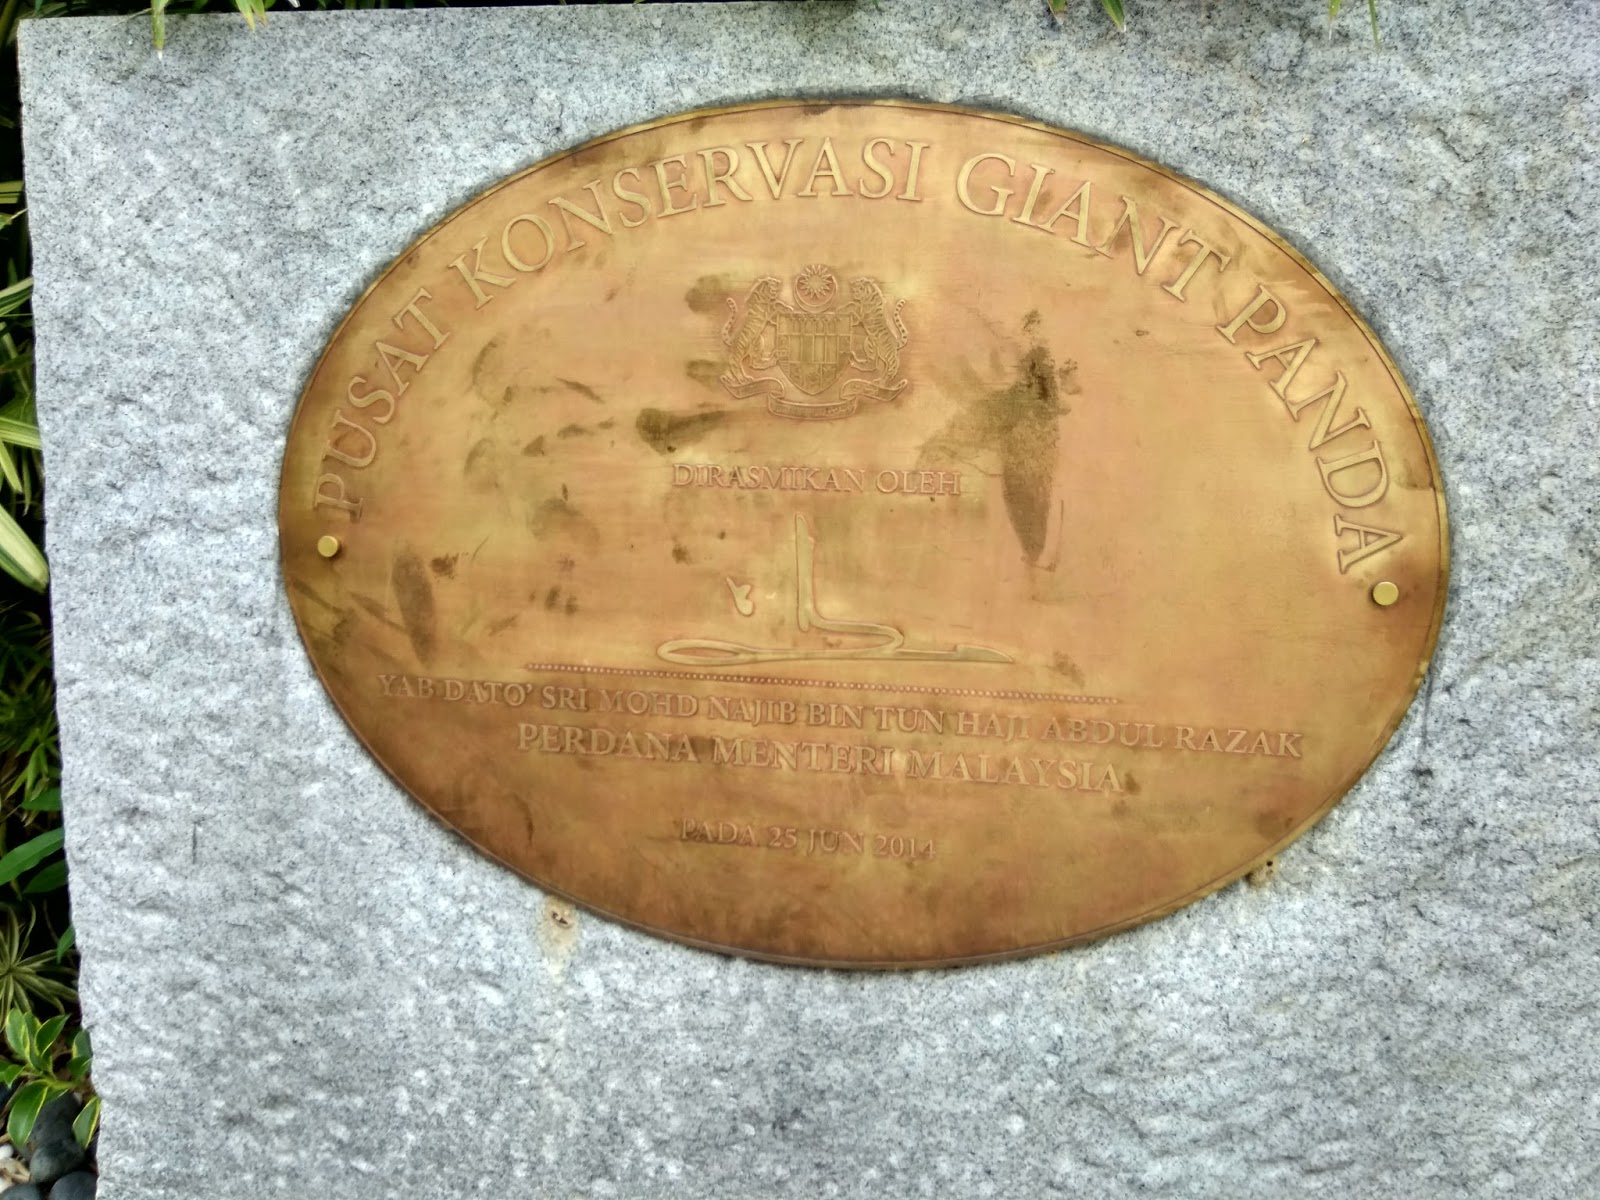 PUSAT KONSERVASI GIANT PANDA
DIRASMIKAN OLEH
YAB DATO' SRI MOHD NAJIB BIN TUN HAJI ABDUL RAZAK
PERDANA MENTERI MALAYSIA
PADA 25 JUN 2014